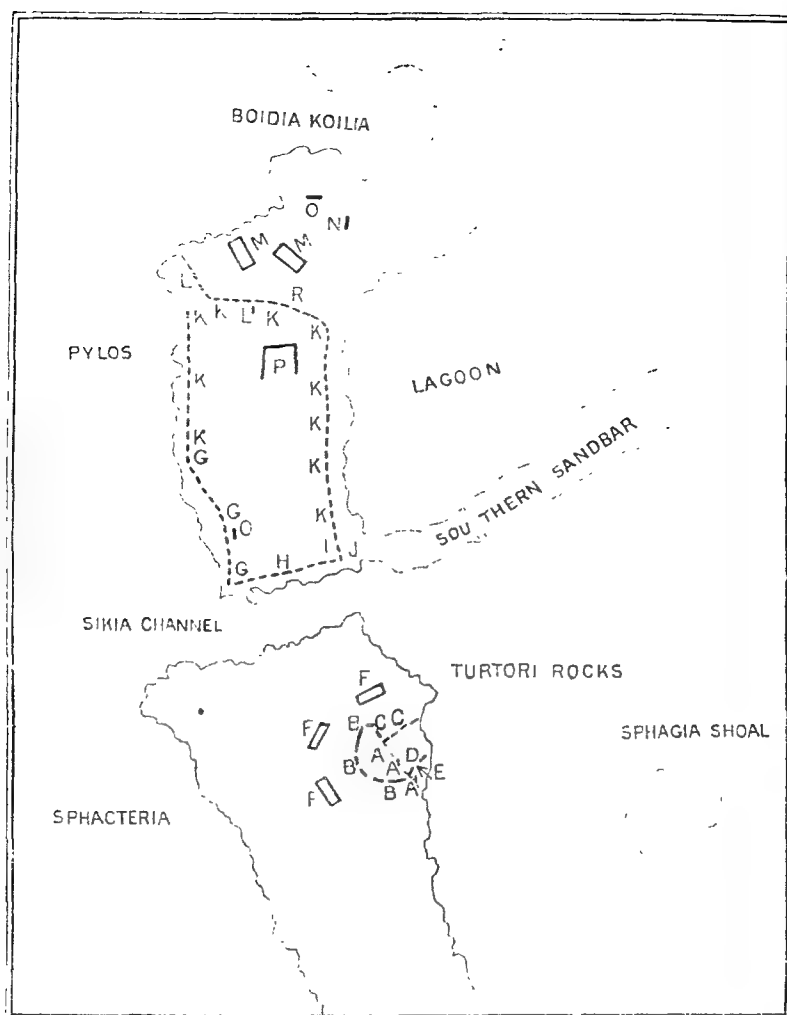 BOIDIA KOILIA
O
N
M M
L
R
K K L' K K
PYLOS
P
K K
LAGOON
K
K
K
G
K
G
O
SOUTHERN SANDBAR
I J
G H
SIKIA CHANNEL
TURTORI ROCKS
F
B C C
F
SPHAGIA SHOAL
A D
B A E
B A
F
SPHACTERIA